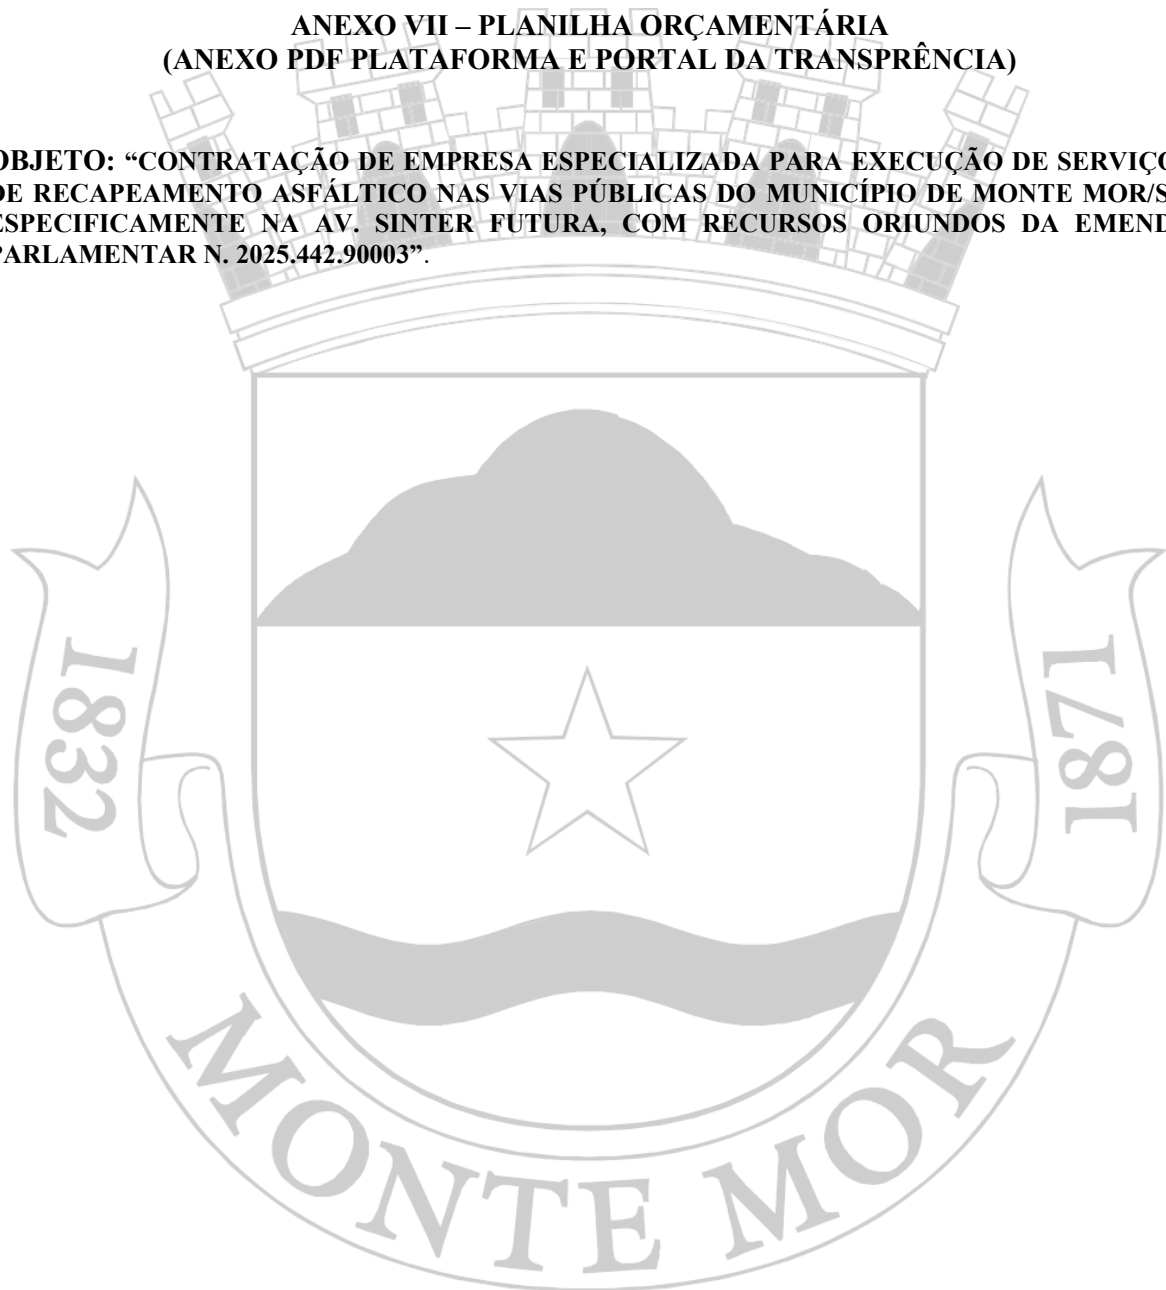 ANEXO VII – PLANILHA ORÇAMENTÁRIA
(ANEXO PDF PLATAFORMA E PORTAL DA TRANSPRÊNCIA)
OBJETO: “CONTRATAÇÃO DE EMPRESA ESPECIALIZADA PARA EXECUÇÃO DE SERVIÇO
DE RECAPEAMENTO ASFÁLTICO NAS VIAS PÚBLICAS DO MUNICÍPIO DE MONTE MOR/S
ESPECIFICAMENTE NA AV. SINTER FUTURA, COM RECURSOS ORIUNDOS DA EMEND
PARLAMENTAR N. 2025.442.90003”.
1832
1871
MONTE MOR